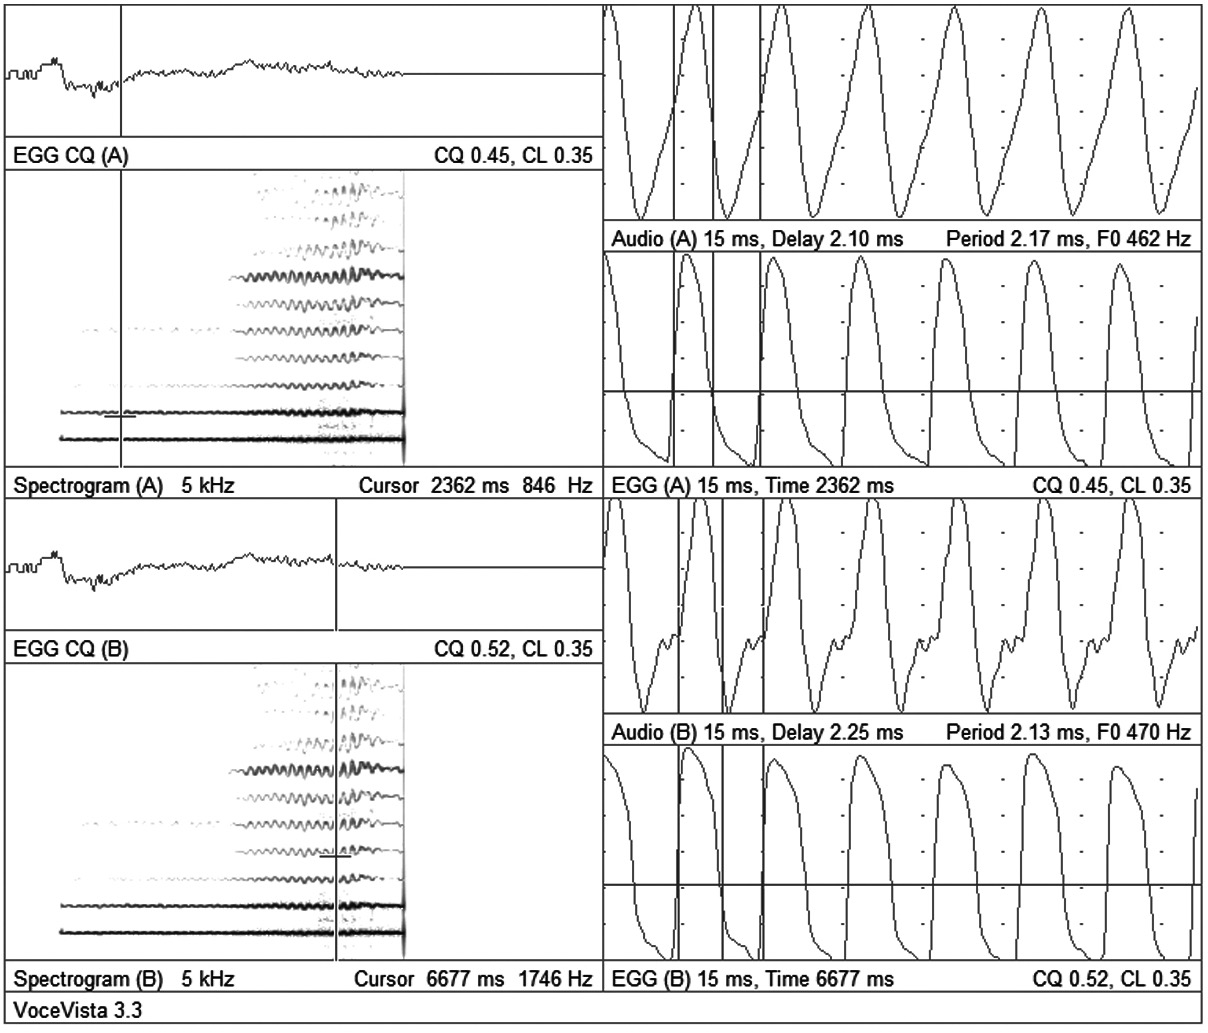 EGG CQ (A) CQ 0.45, CL 0.35
Audio (A) 15 ms, Delay 2.10 ms Period 2.17 ms, F0 462 Hz
Spectrogram (A) 5 kHz Cursor 2362 ms 846 Hz
EGG (A) 15 ms, Time 2362 ms CQ 0.45, CL 0.35
EGG CQ (B) CQ 0.52, CL 0.35
Audio (B) 15 ms, Delay 2.25 ms Period 2.13 ms, F0 470 Hz
Spectrogram (B) 5 kHz Cursor 6677 ms 1746 Hz
EGG (B) 15 ms, Time 6677 ms CQ 0.52, CL 0.35
VoceVista 3.3